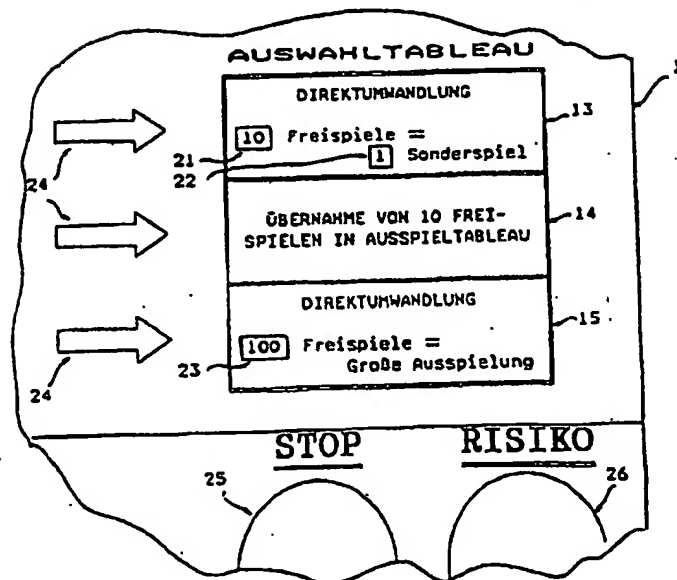 AUSWAHLTABLEAU
DIREKTUMWANDLUNG
13
10 Freispiele =
21
1 Sonderspiel
22
24
ÜBERNAHME VON 10 FREI-
SPIELEN IN AUSSPIELTABLEAU
14
DIREKTUMWANDLUNG
15
100 Freispiele =
23
Große Ausspielung
24
STOP
RISIKO
25
26